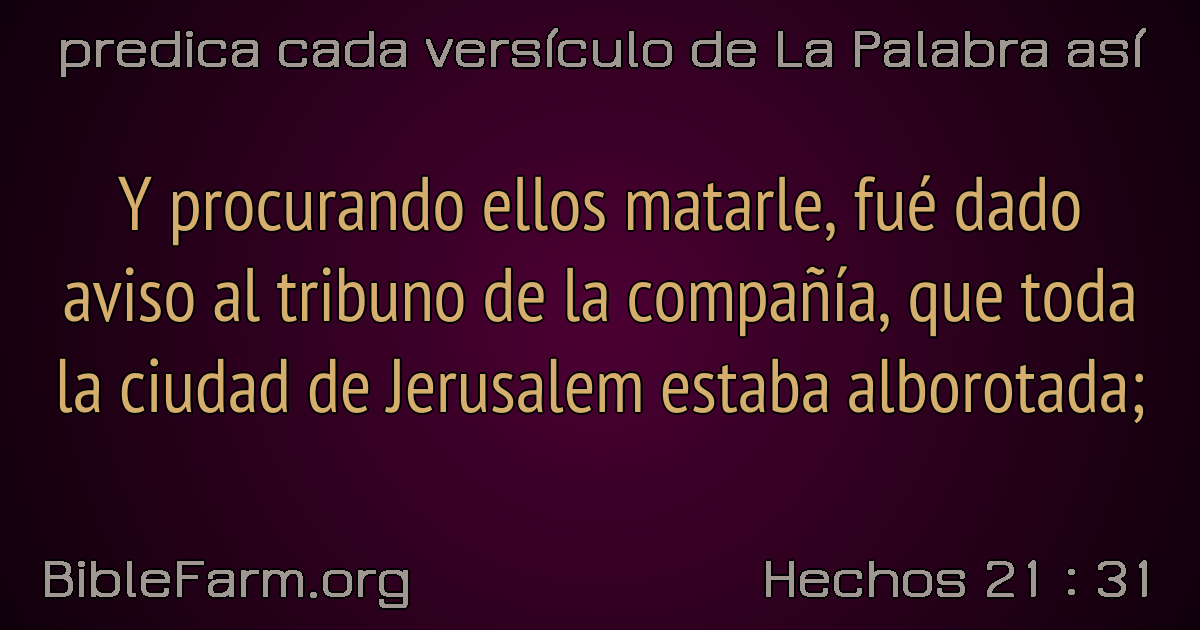 predica cada versículo de La Palabra así
Y procurando ellos matarle, fué dado
aviso al tribuno de la compañía, que toda
la ciudad de Jerusalem estaba alborotada;
BibleFarm.org
Hechos 21 : 31